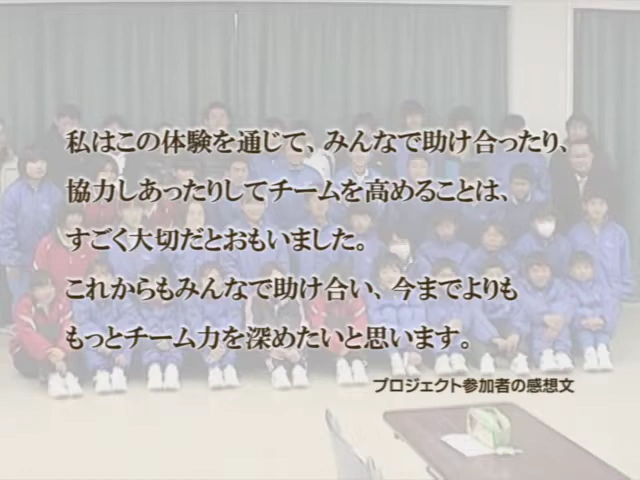 私はこの体験を通じて、みんなで助け合ったり、
協力しあったりしてチームを高めることは、
すごく大切だとおもいました。
これからもみんなで助け合い、今までよりも
もっとチーム力を深めたいと思います。
プロジェクト参加者の感想文